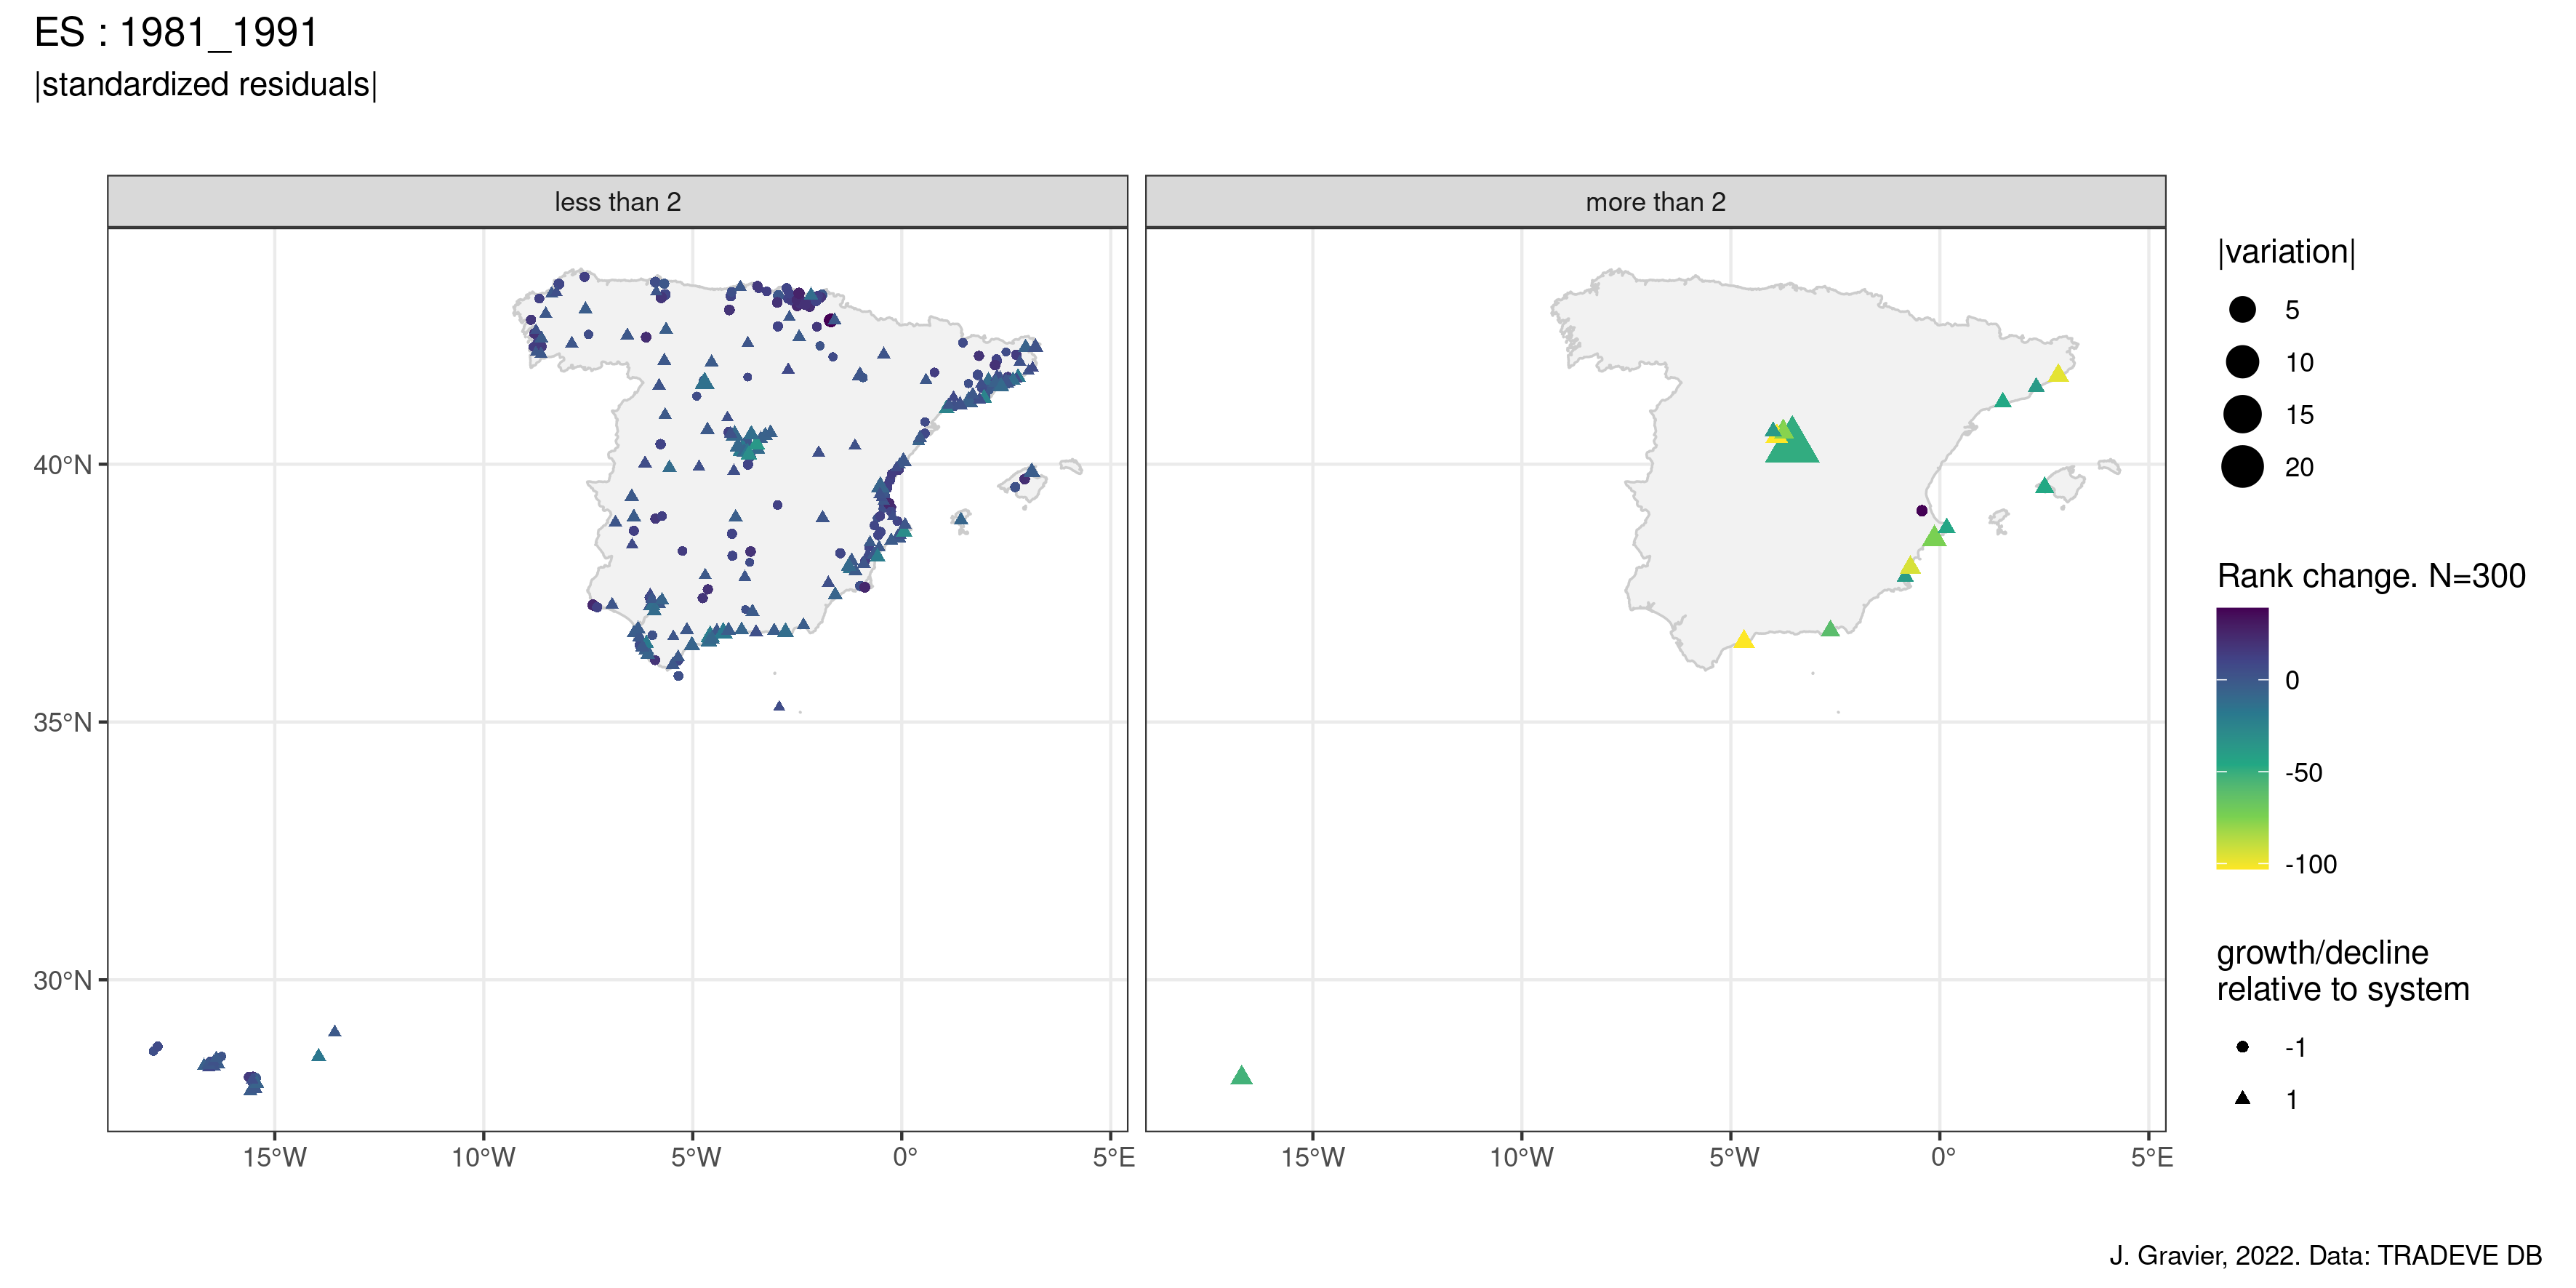 ES : 1981_1991
|standardized residuals|
less than 2
more than 2
40°N
35°N
30°N
15°W
10°W
5°W
0°
5°E
15°W
10°W
5°W
0°
5°E
|variation|
5
10
15
20
Rank change. N=300
0
-50
-100
growth/decline
relative to system
-1
1
J. Gravier, 2022. Data: TRADEVE DB